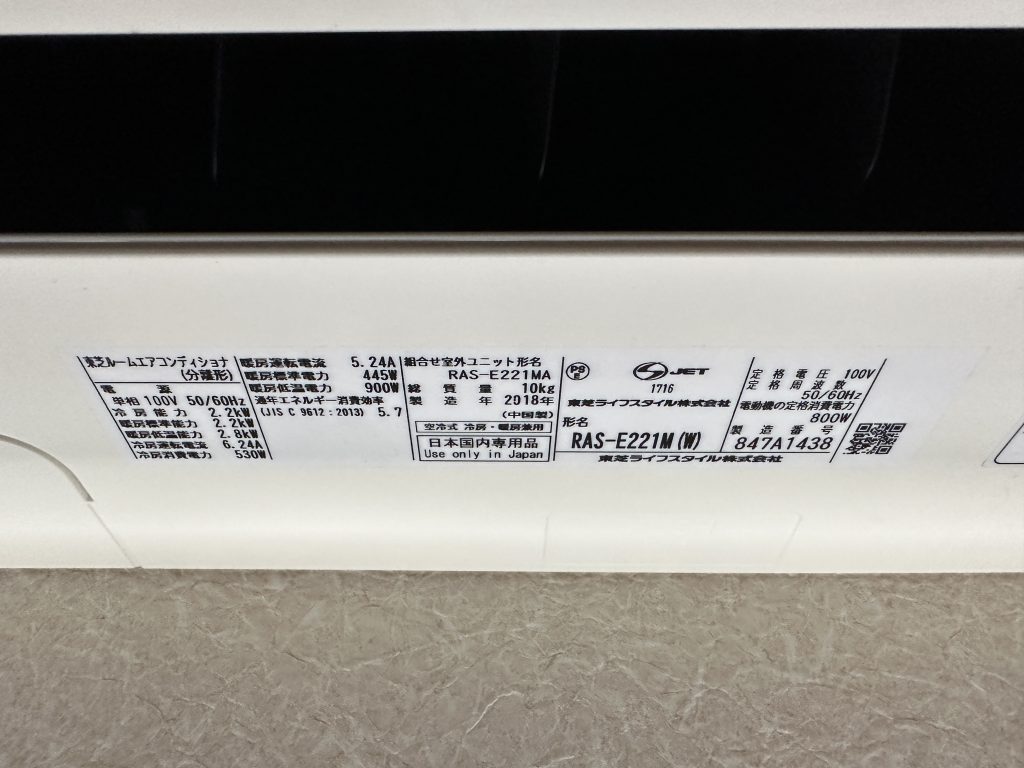 東芝ルームエアコンディショナ
(分離形)
電 源
単相 100V 50/60Hz
冷房能力 2.2kW
暖房標準能力 2.2kW
暖房低温能力 2.8kW
冷房運転電流 6.24A
冷房消費電力 530W
暖房運転電流 5.24A
暖房標準電力 445W
暖房低温電力 900W
通年エネルギー消費効率
(JIS C 9612:2013) 5.7
組合せ室外ユニット形名
RAS-E221MA
総質量 10kg
製造年 2018年
(中国製)
空冷式 冷房・暖房兼用
日本国内専用品
Use only in Japan
PS E
JET
1716
東芝ライフスタイル株式会社
形名
RAS-E221M(W)
東芝ライフスタイル株式会社
定格電圧 100V
定格周波数
50/60Hz
電動機の定格消費電力
800W
製造番号
847A1438